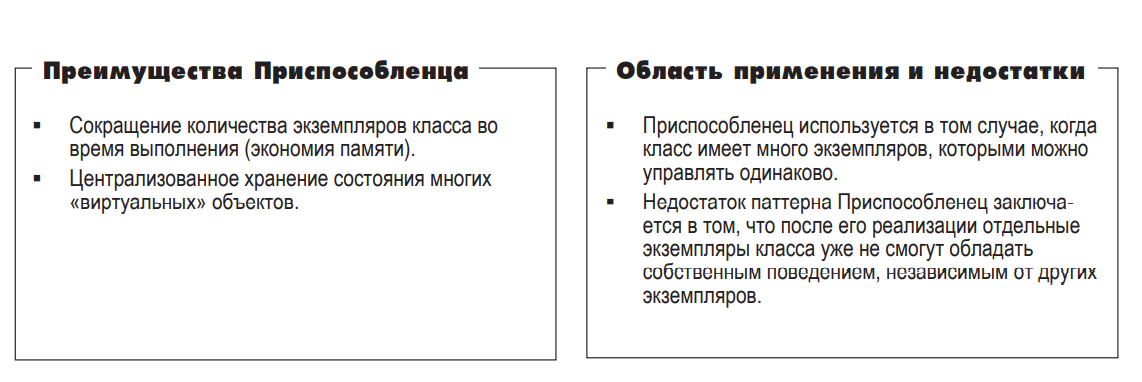 Преимущества Приспособленца
▪ Сокращение количества экземпляров класса во
время выполнения (экономия памяти).
▪ Централизованное хранение состояния многих
«виртуальных» объектов.
Область применения и недостатки
▪ Приспособленец используется в том случае, когда
класс имеет много экземпляров, которыми можно
управлять одинаково.
▪ Недостаток паттерна Приспособленец заключа-
ется в том, что после его реализации отдельные
экземпляры класса уже не смогут обладать
собственным поведением, независимым от других
экземпляров.